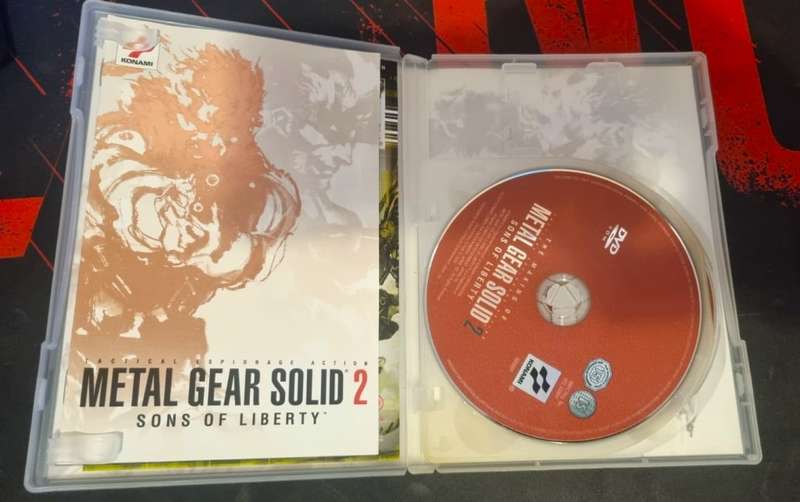 KONAMI
TACTICAL ESPIONAGE ACTION
METAL GEAR SOLID 2
SONS OF LIBERTY
DVD
ROM
THE MAKING OF
METAL GEAR SOLID 2
SONS OF LIBERTY
KONAMI